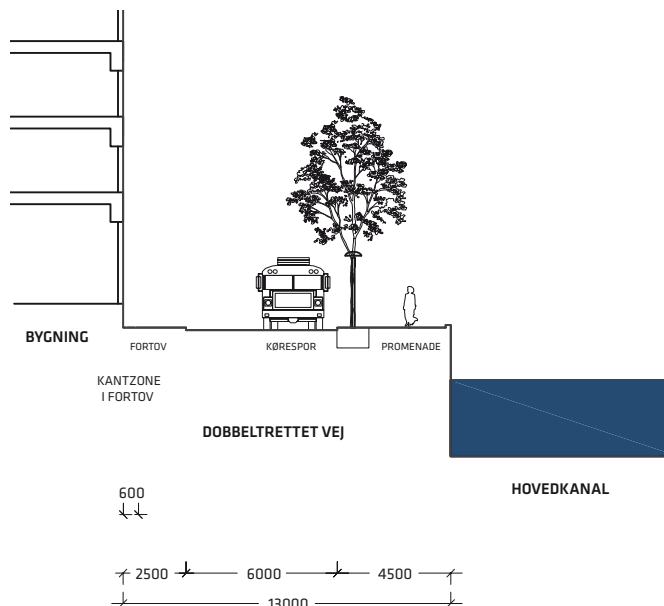 BYGNING
FORTOV
KØRESPOR
PROMENADE
KANTZONE
I FORTOV
DOBBELTRETTET VEJ
HOVEDKANAL
600
2500 6000 4500
13000